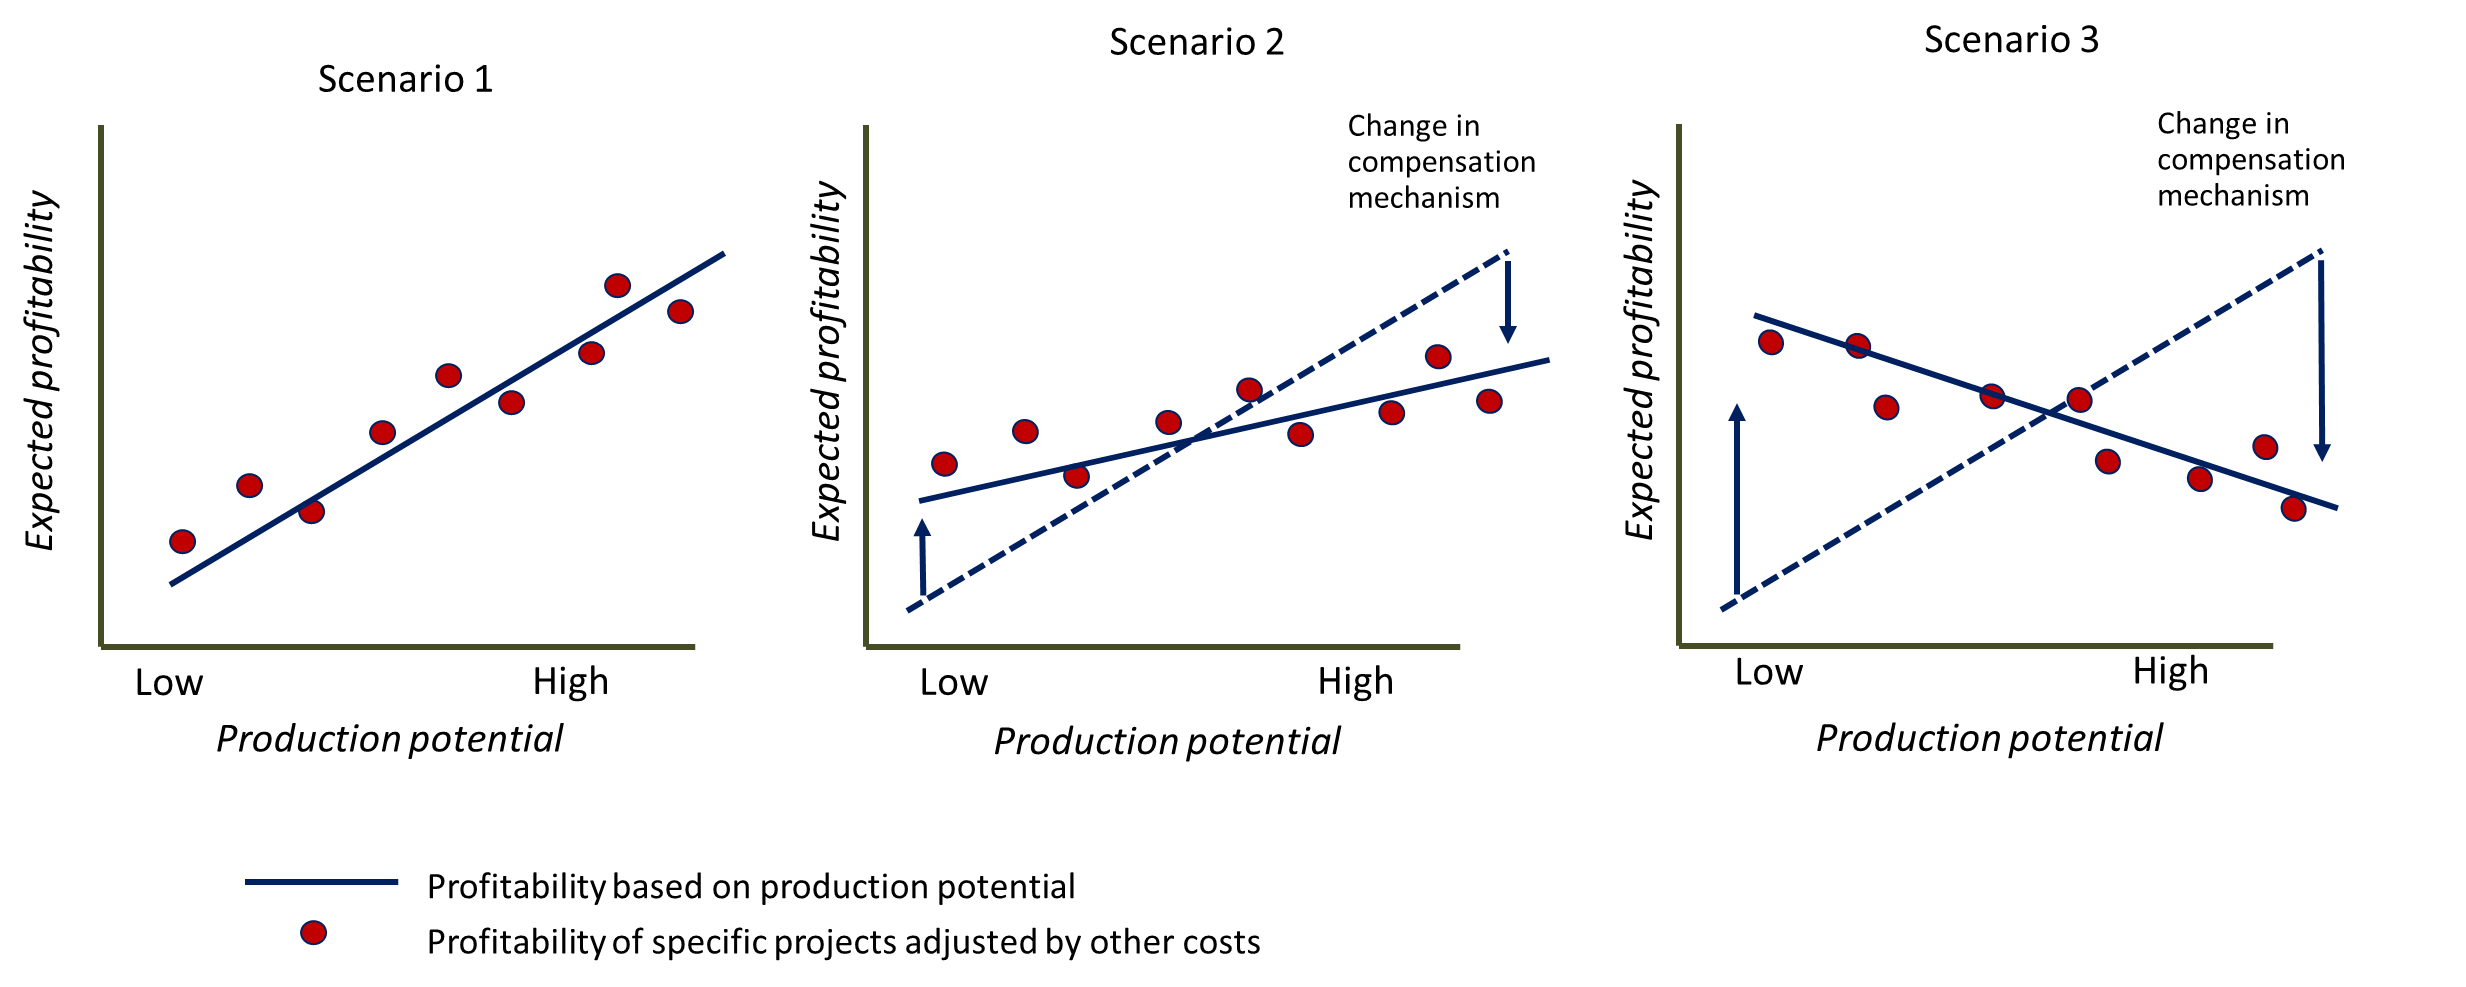 Scenario 1
Expected profitability
Low
High
Production potential
Scenario 2
Change in
compensation
mechanism
Expected profitability
Low
High
Production potential
Scenario 3
Change in
compensation
mechanism
Expected profitability
Low
High
Production potential
Profitability based on production potential
Profitability of specific projects adjusted by other costs